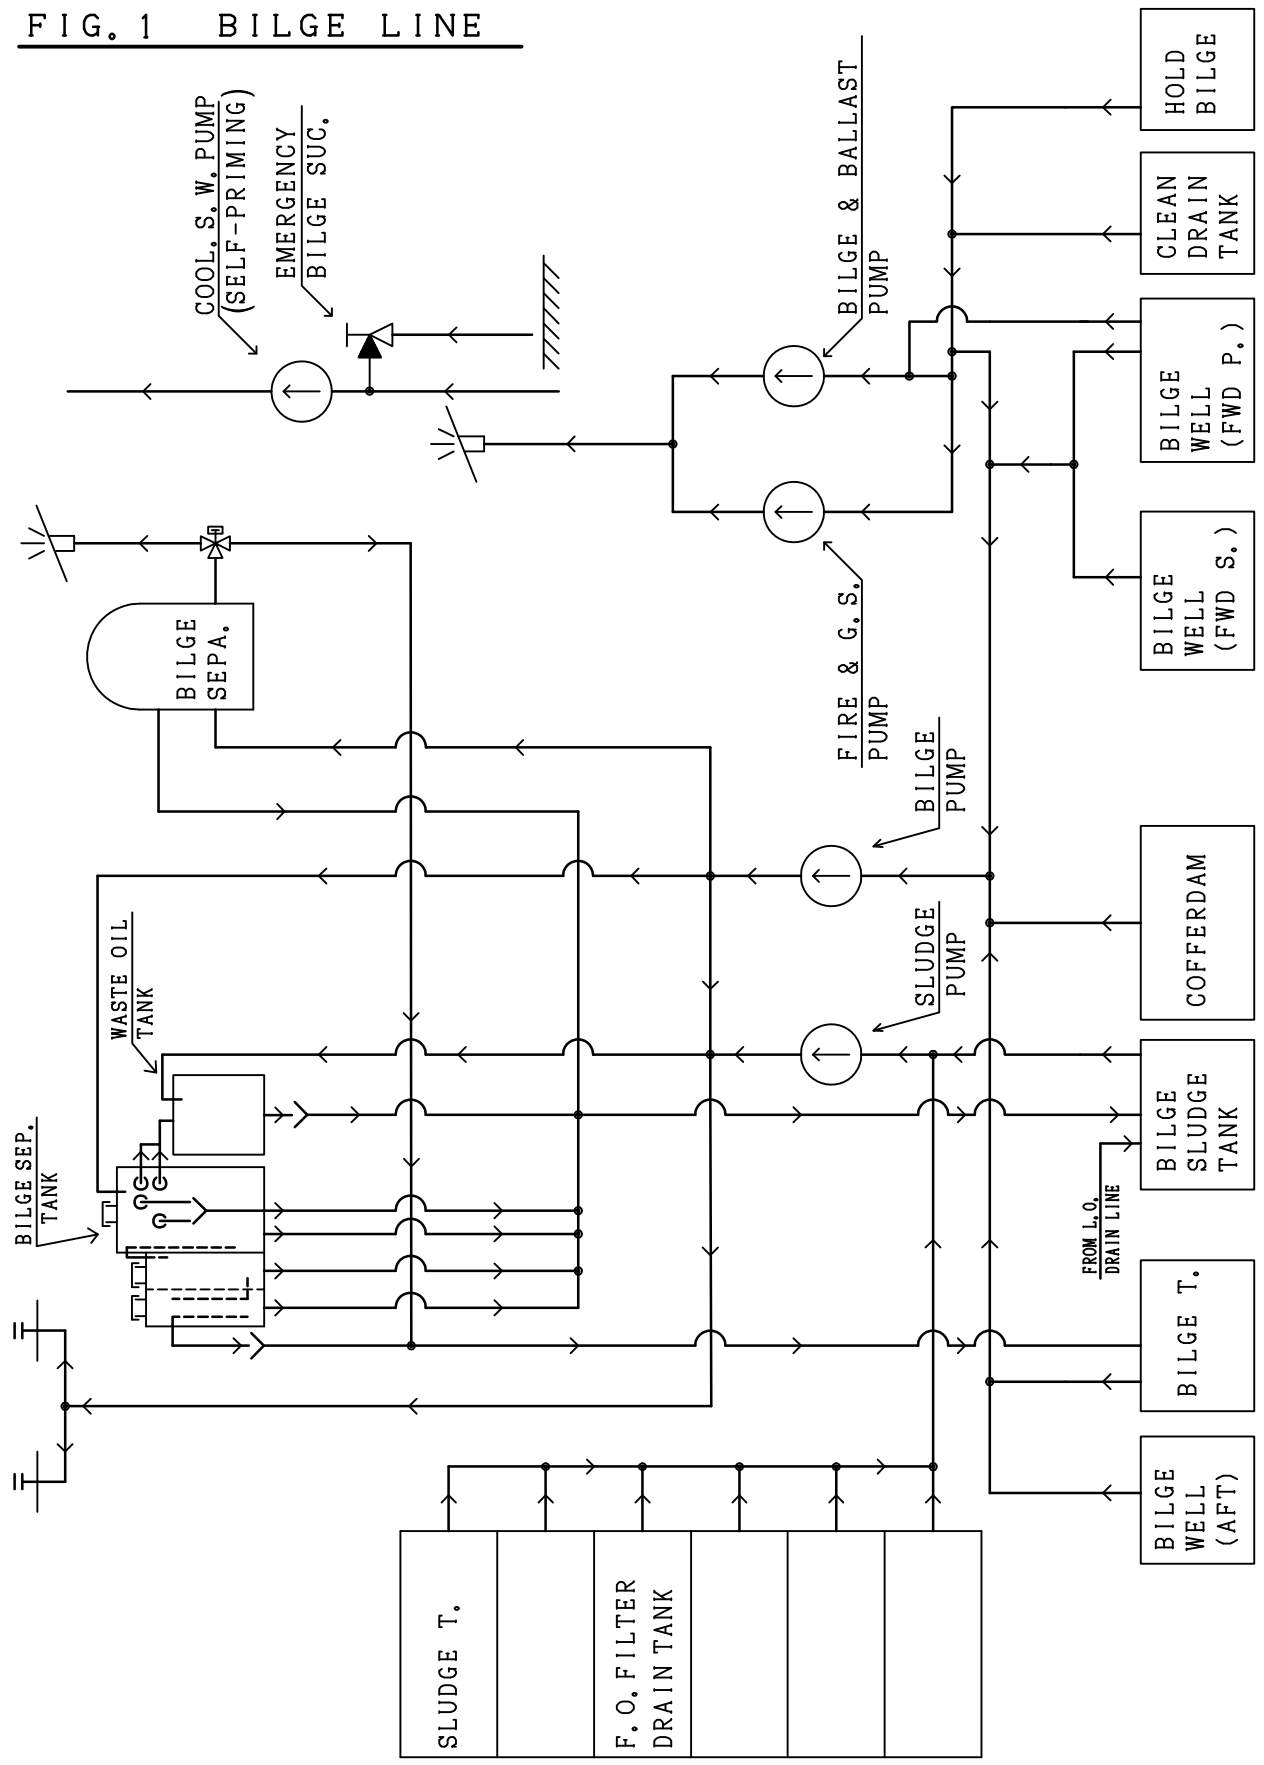 FIG. 1 BILGE LINE
COOL. S. W. PUMP
(SELF-PRIMING)
EMERGENCY
BILGE SUC.
BILGE & BALLAST
PUMP
HOLD
BILGE
CLEAN
DRAIN
TANK
BILGE
WELL
(FWD P.)
BILGE
WELL
(FWD S.)
BILGE
SEPA.
FIRE & G.S.
PUMP
BILGE
PUMP
SLUDGE
PUMP
COFFERDAM
WASTE OIL
TANK
BILGE SEP.
TANK
BILGE
SLUDGE
TANK
FROM L.O.
DRAIN LINE
BILGE T.
BILGE
WELL
(AFT)
SLUDGE T.
F.O. FILTER
DRAIN TANK